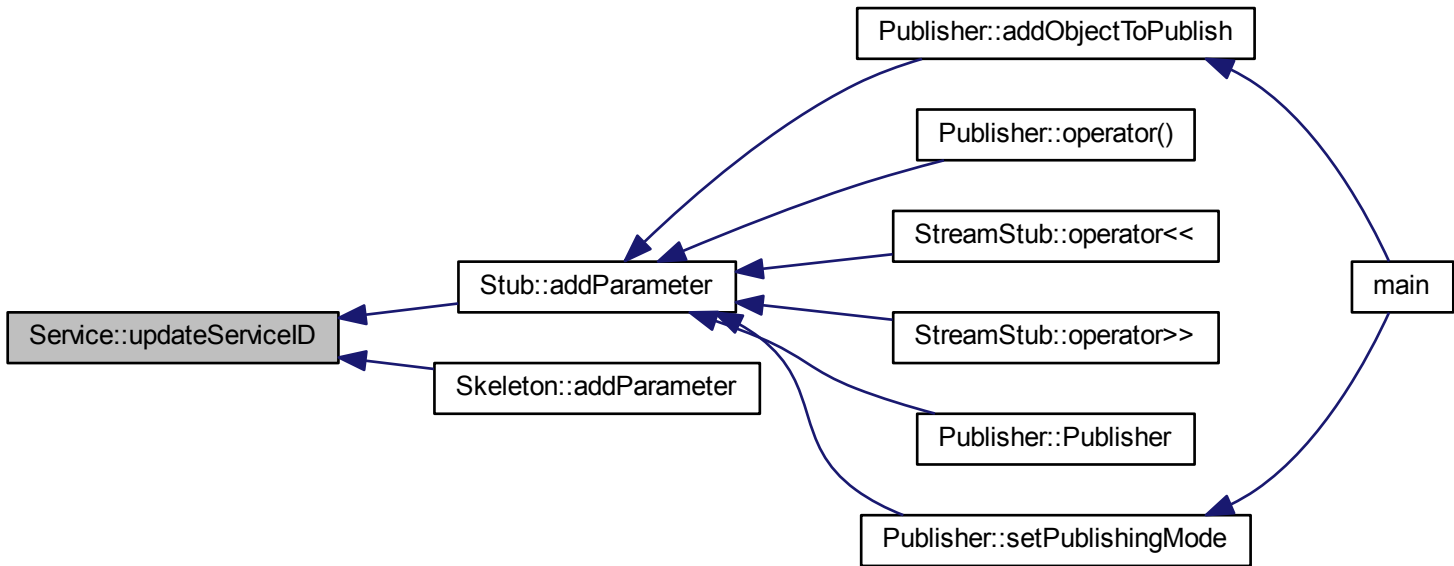 Publisher::addObjectToPublish
Publisher::operator()
StreamStub::operator<<
Stub::addParameter
main
Service::updateServiceID
StreamStub::operator>>
Skeleton::addParameter
Publisher::Publisher
Publisher::setPublishingMode